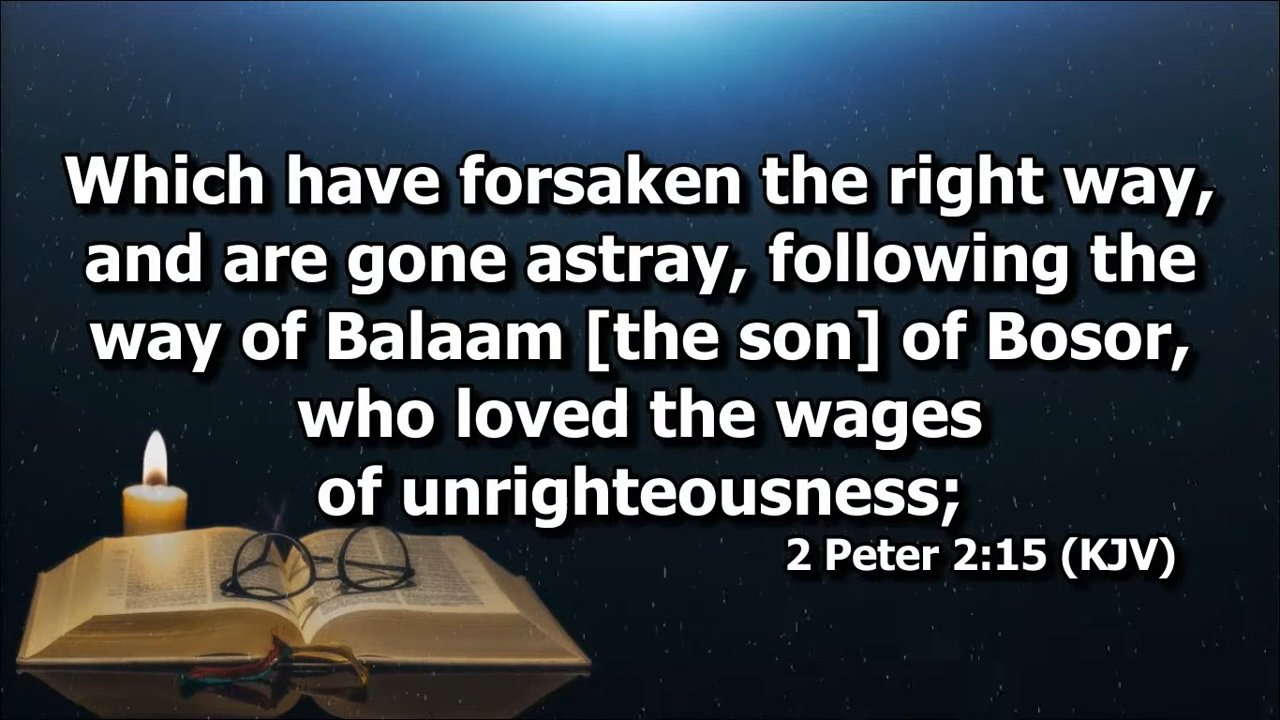 Which have forsaken the right way,
and are gone astray, following the
way of Balaam [the son] of Bosor,
who loved the wages
of unrighteousness;
2 Peter 2:15 (KJV)